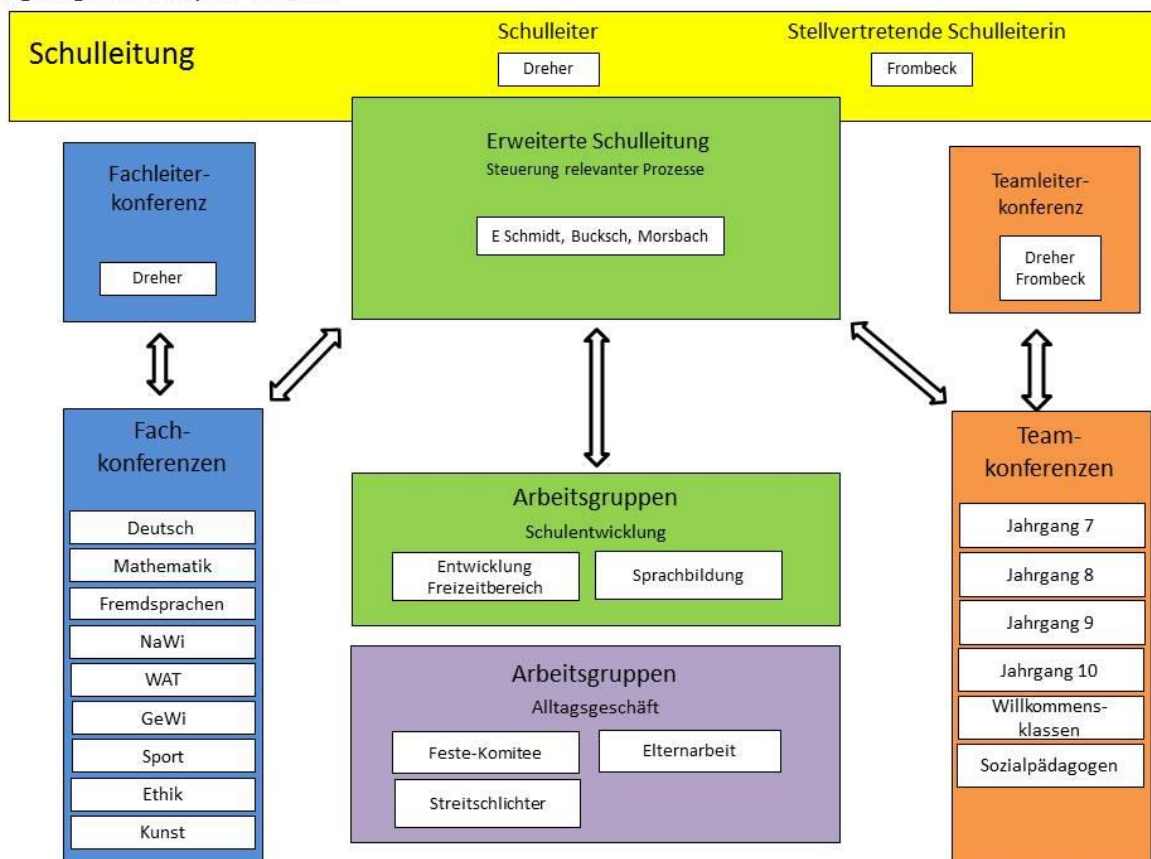 Schulleitung
Schulleiter
Dreher
Stellvertretende Schulleiterin
Frombeck
Erweiterte Schulleitung
Steuerung relevanter Prozesse
E Schmidt, Bucksch, Morsbach
Fachleiter-
konferenz
Dreher
Teamleiter-
konferenz
Dreher
Frombeck
Fach-
konferenzen
Deutsch
Mathematik
Fremdsprachen
NaWi
WAT
GeWi
Sport
Ethik
Kunst
Arbeitsgruppen
Schulentwicklung
Entwicklung
Freizeitbereich
Sprachbildung
Arbeitsgruppen
Alltagsgeschäft
Feste-Komitee
Elternarbeit
Streitschlichter
Team-
konferenzen
Jahrgang 7
Jahrgang 8
Jahrgang 9
Jahrgang 10
Willkommens-
klassen
Sozialpädagogen